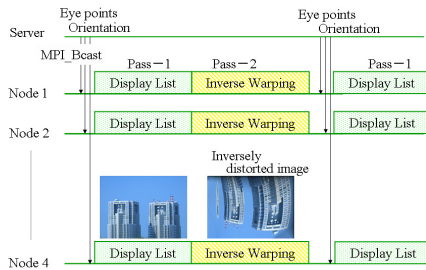 Eye points
Orientation
Eye points
Orientation
Server
MPI_Bcast
Pass－1
Pass－2
Pass－1
Display List
Inverse Warping
Display List
Node 1
Display List
Inverse Warping
Display List
Node 2
Inversely
distorted image
Display List
Inverse Warping
Display List
Node 4